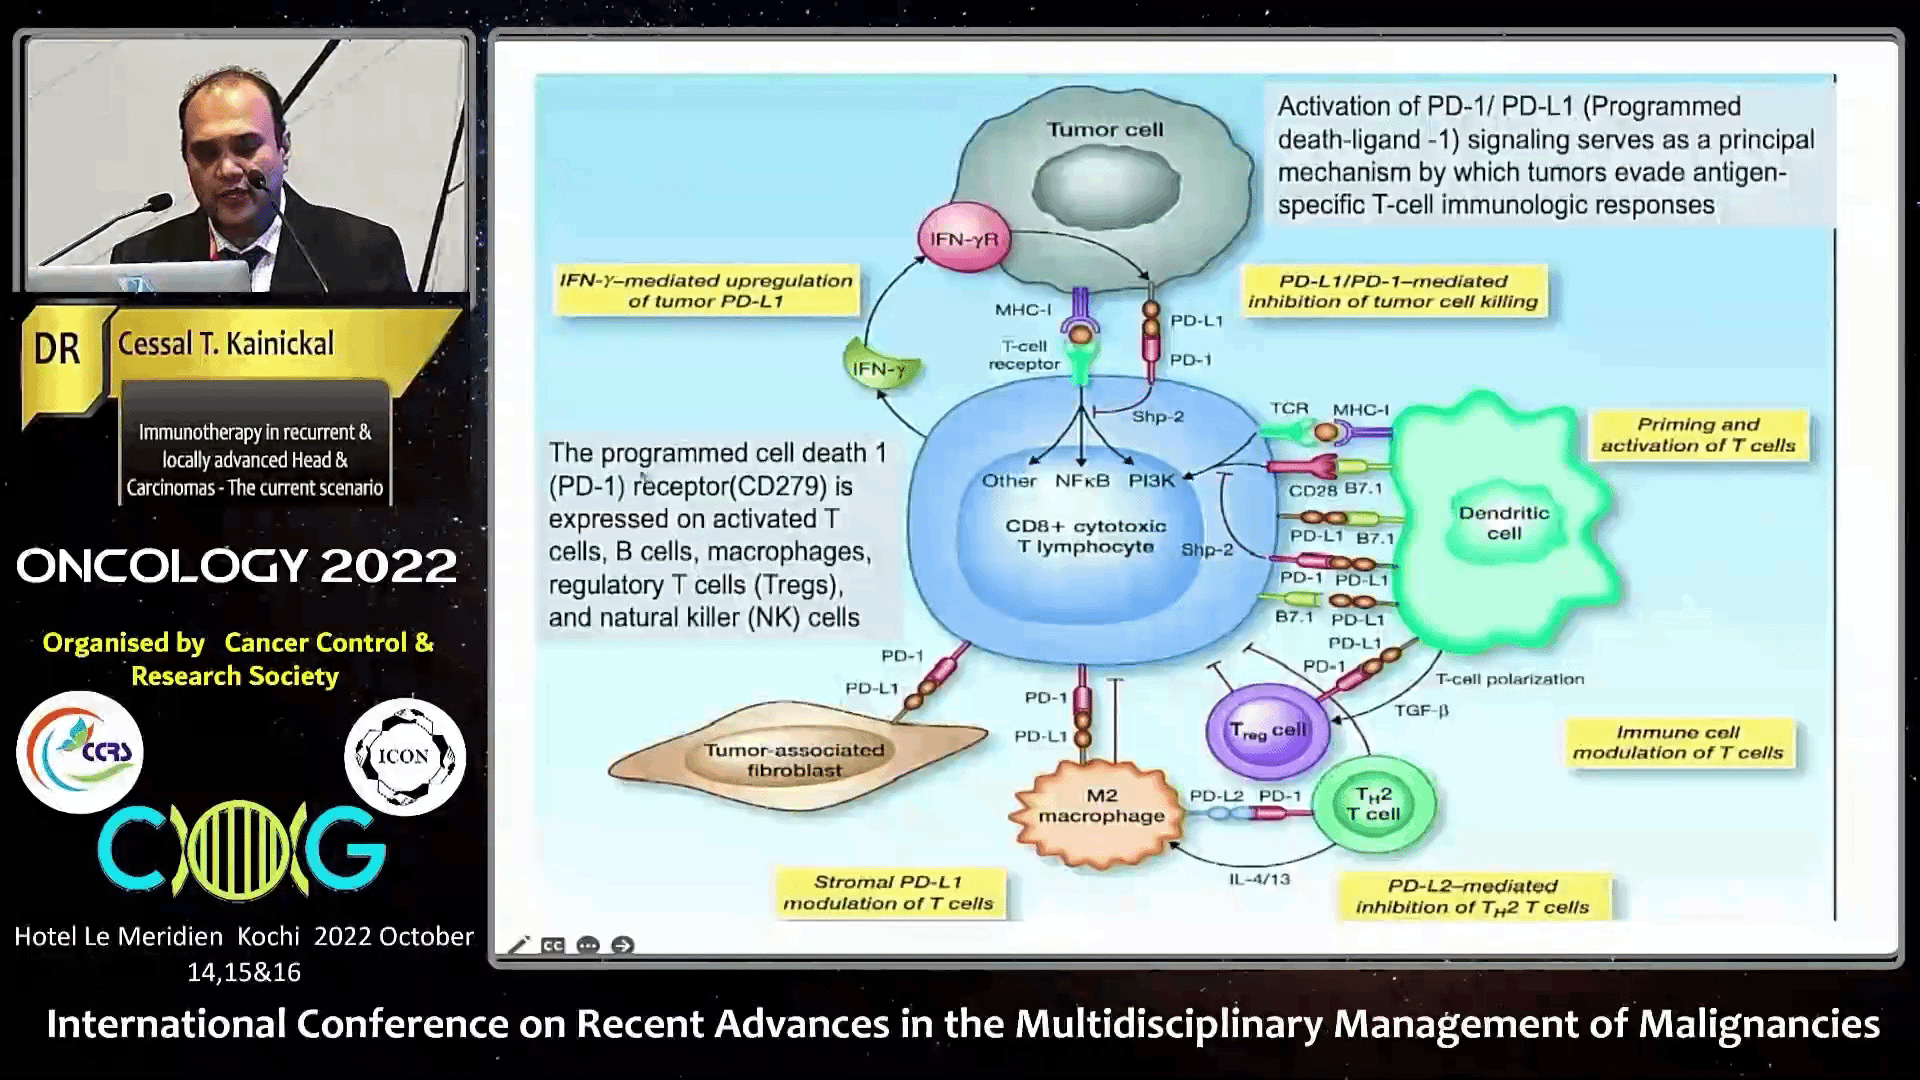 DR
Cessal T. Kainickal
Immunotherapy in recurrent &
locally advanced Head &
Carcinomas - The current scenario
ONCOLOGY 2022
Organised by Cancer Control &
Research Society
CCRS
ICON
C G
Hotel Le Meridien Kochi 2022 October
14,15&16
Activation of PD-1/ PD-L1 (Programmed
death-ligand -1) signaling serves as a principal
mechanism by which tumors evade antigen-
specific T-cell immunologic responses
Tumor cell
IFN-γR
IFN-γ–mediated upregulation
of tumor PD-L1
PD-L1/PD-1–mediated
inhibition of tumor cell killing
MHC-I
PD-L1
T-cell
receptor
PD-1
IFN-γ
Shp-2
TCR MHC-I
Priming and
activation of T cells
The programmed cell death 1
(PD-1) receptor(CD279) is
expressed on activated T
cells, B cells, macrophages,
regulatory T cells (Tregs),
and natural killer (NK) cells
Other NFκB PI3K
CD28 B7.1
CD8+ cytotoxic
T lymphocyte
Shp-2
Dendritic
cell
PD-L1 B7.1
PD-1 PD-L1
B7.1 PD-L1
PD-L1
PD-1
PD-1
PD-L1
PD-1
PD-L1
T-cell polarization
TGF-β
Treg cell
Tumor-associated
fibroblast
Immune cell
modulation of T cells
M2
macrophage
PD-L2 PD-1
TH2
T cell
IL-4/13
Stromal PD-L1
modulation of T cells
PD-L2–mediated
inhibition of TH2 T cells
CC
International Conference on Recent Advances in the Multidisciplinary Management of Malignancies